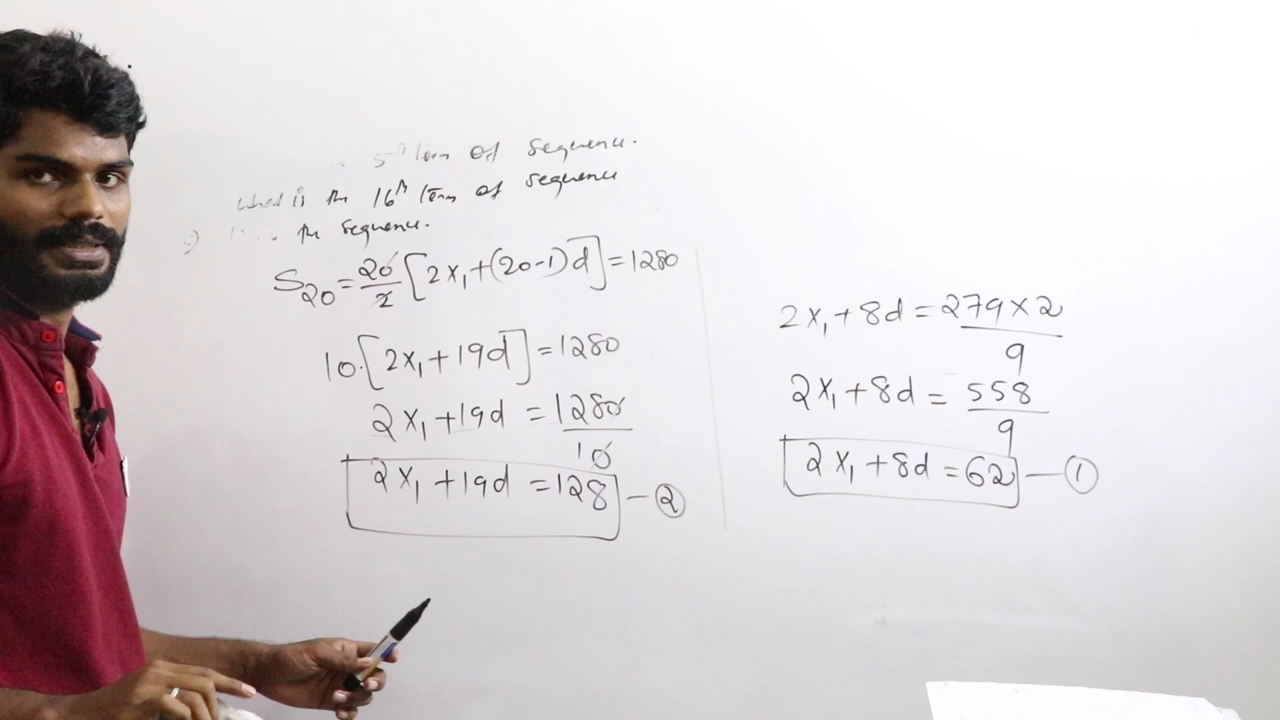 5th term of sequence.
what is the 16th term of sequence
the sequence.
S₂₀ = 20/2 [2x₁ + (20-1)d] = 1280
10.[2x₁ + 19d] = 1280
2x₁ + 19d = 1280/10
2x₁ + 19d = 128 — ②
2x₁ + 8d = 279×2/9
2x₁ + 8d = 558/9
2x₁ + 8d = 62 — ①